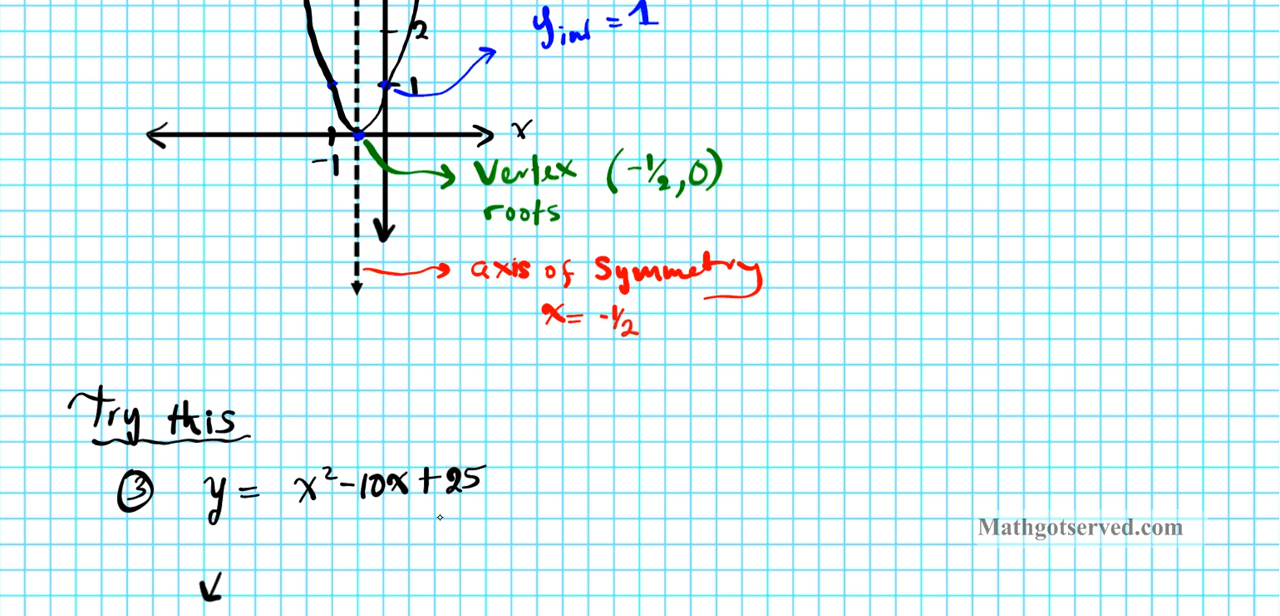 2
y int = 1
1
x
-1
Vertex (-1/2, 0)
roots
axis of Symmetry
x = -1/2
Try this
③ y = x² - 10x + 25
Mathgotserved.com